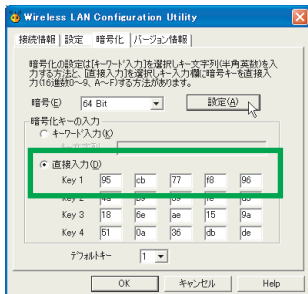 Wireless LAN Configuration Utility
接続情報 設定 暗号化 バージョン情報
暗号化の設定は[キーワード入力]を選択しキー文字列(半角英数)を入
力する方法と、[直接入力]を選択しキー入力欄に暗号キーを直接入
力(16進数0～9、A～F)する方法があります。
暗号(E) 64 Bit 設定(A)
暗号化キーの入力
キーワード入力(K)
直接入力(D)
Key 1 95 cb 77 f8 96
Key 3 18 6e ae 15 9a
Key 4 51 0a 36 db de
デフォルトキー 1
OK キャンセル Help